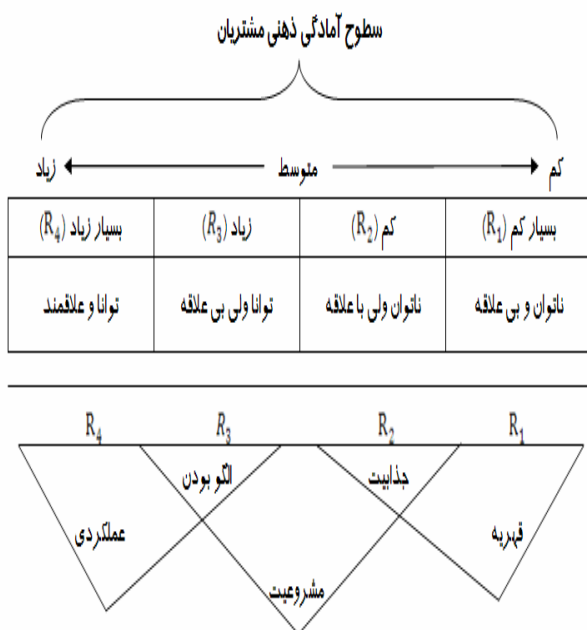 سطوح آمادگی ذهنی مشتریان
کم متوسط زیاد
بسیار کم (R₁) کم (R₂) زیاد (R₃) بسیار زیاد (R₄)
ناتوان و بی علاقه ناتوان ولی با علاقه توانا ولی بی علاقه توانا و علاقمند
R₁ R₂ R₃ R₄
جذابیت الگو بودن
قهریه عملکردی
مشروعیت